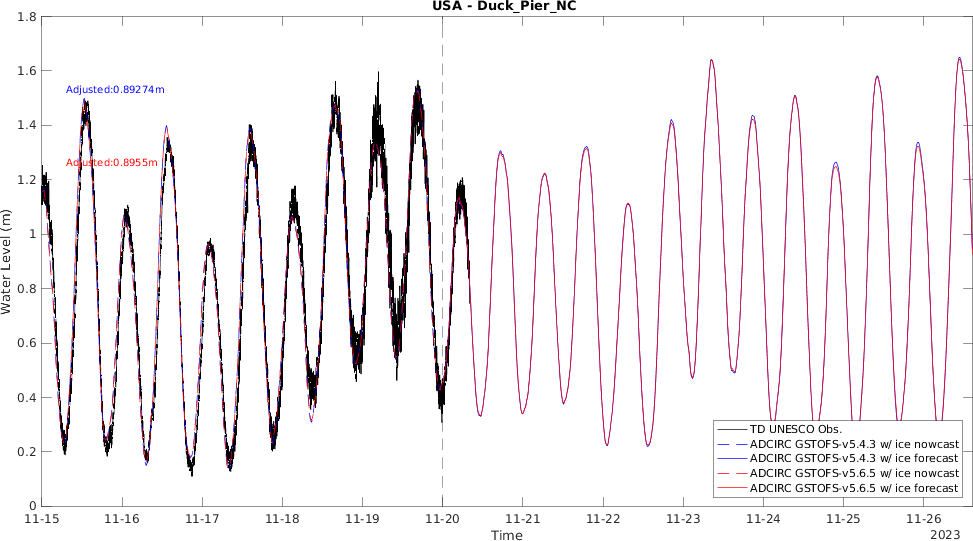 USA - Duck_Pier_NC
1.8
1.6
1.4
1.2
1
0.8
0.6
0.4
0.2
0
Water Level (m)
Adjusted:0.89274m
Adjusted:0.8955m
TD UNESCO Obs.
ADCIRC GSTOFS-v5.4.3 w/ ice nowcast
ADCIRC GSTOFS-v5.4.3 w/ ice forecast
ADCIRC GSTOFS-v5.6.5 w/ ice nowcast
ADCIRC GSTOFS-v5.6.5 w/ ice forecast
11-15 11-16 11-17 11-18 11-19 11-20 11-21 11-22 11-23 11-24 11-25 11-26
2023
Time